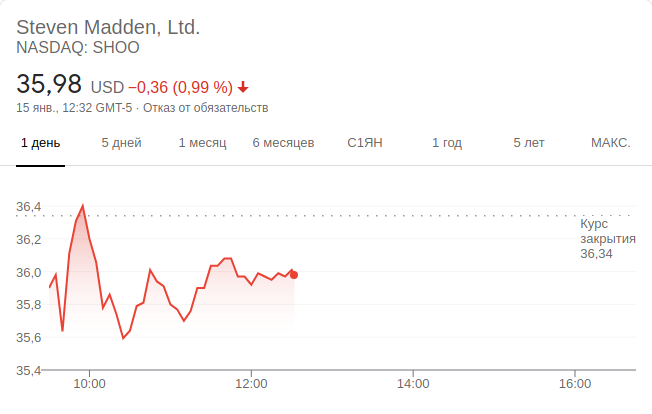 Steven Madden, Ltd.
NASDAQ: SHOO
35,98 USD −0,36 (0,99 %)
15 янв., 12:32 GMT-5 · Отказ от обязательств
1 день 5 дней 1 месяц 6 месяцев С1ЯН 1 год 5 лет МАКС.
36,4
36,2
36,0
35,8
35,6
35,4
Курс
закрытия
36,34
10:00 12:00 14:00 16:00